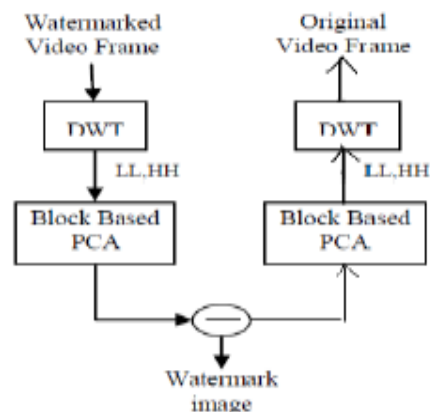 Watermarked
Video Frame
DWT
LL,HH
Block Based
PCA
Original
Video Frame
DWT
LL,HH
Block Based
PCA
Watermark
image